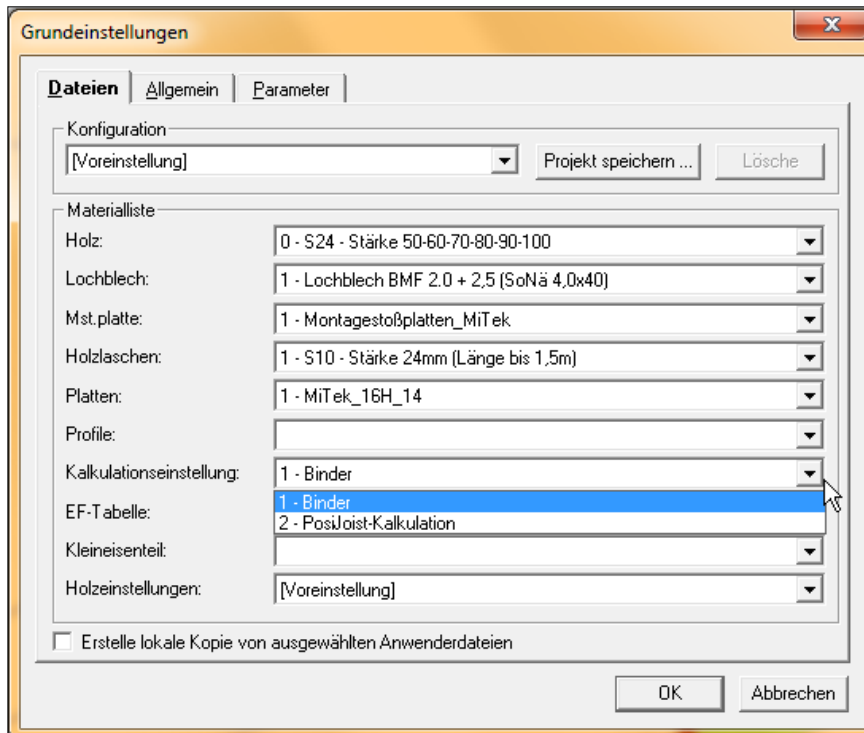 Grundeinstellungen
Dateien Allgemein Parameter
Konfiguration
[Voreinstellung] Projekt speichern ... Lösche
Materialliste
Holz: 0 - S24 - Stärke 50-60-70-80-90-100
Lochblech: 1 - Lochblech BMF 2.0 + 2,5 (SoNä 4,0x40)
Mst.platte: 1 - Montagestoßplatten_MiTek
Holzlaschen: 1 - S10 - Stärke 24mm (Länge bis 1,5m)
Platten: 1 - MiTek_16H_14
Profile:
Kalkulationseinstellung: 1 - Binder
1 - Binder
EF-Tabelle:
2 - PosiJoist-Kalkulation
Kleineisenteil:
Holzeinstellungen: [Voreinstellung]
Erstelle lokale Kopie von ausgewählten Anwenderdateien
OK Abbrechen